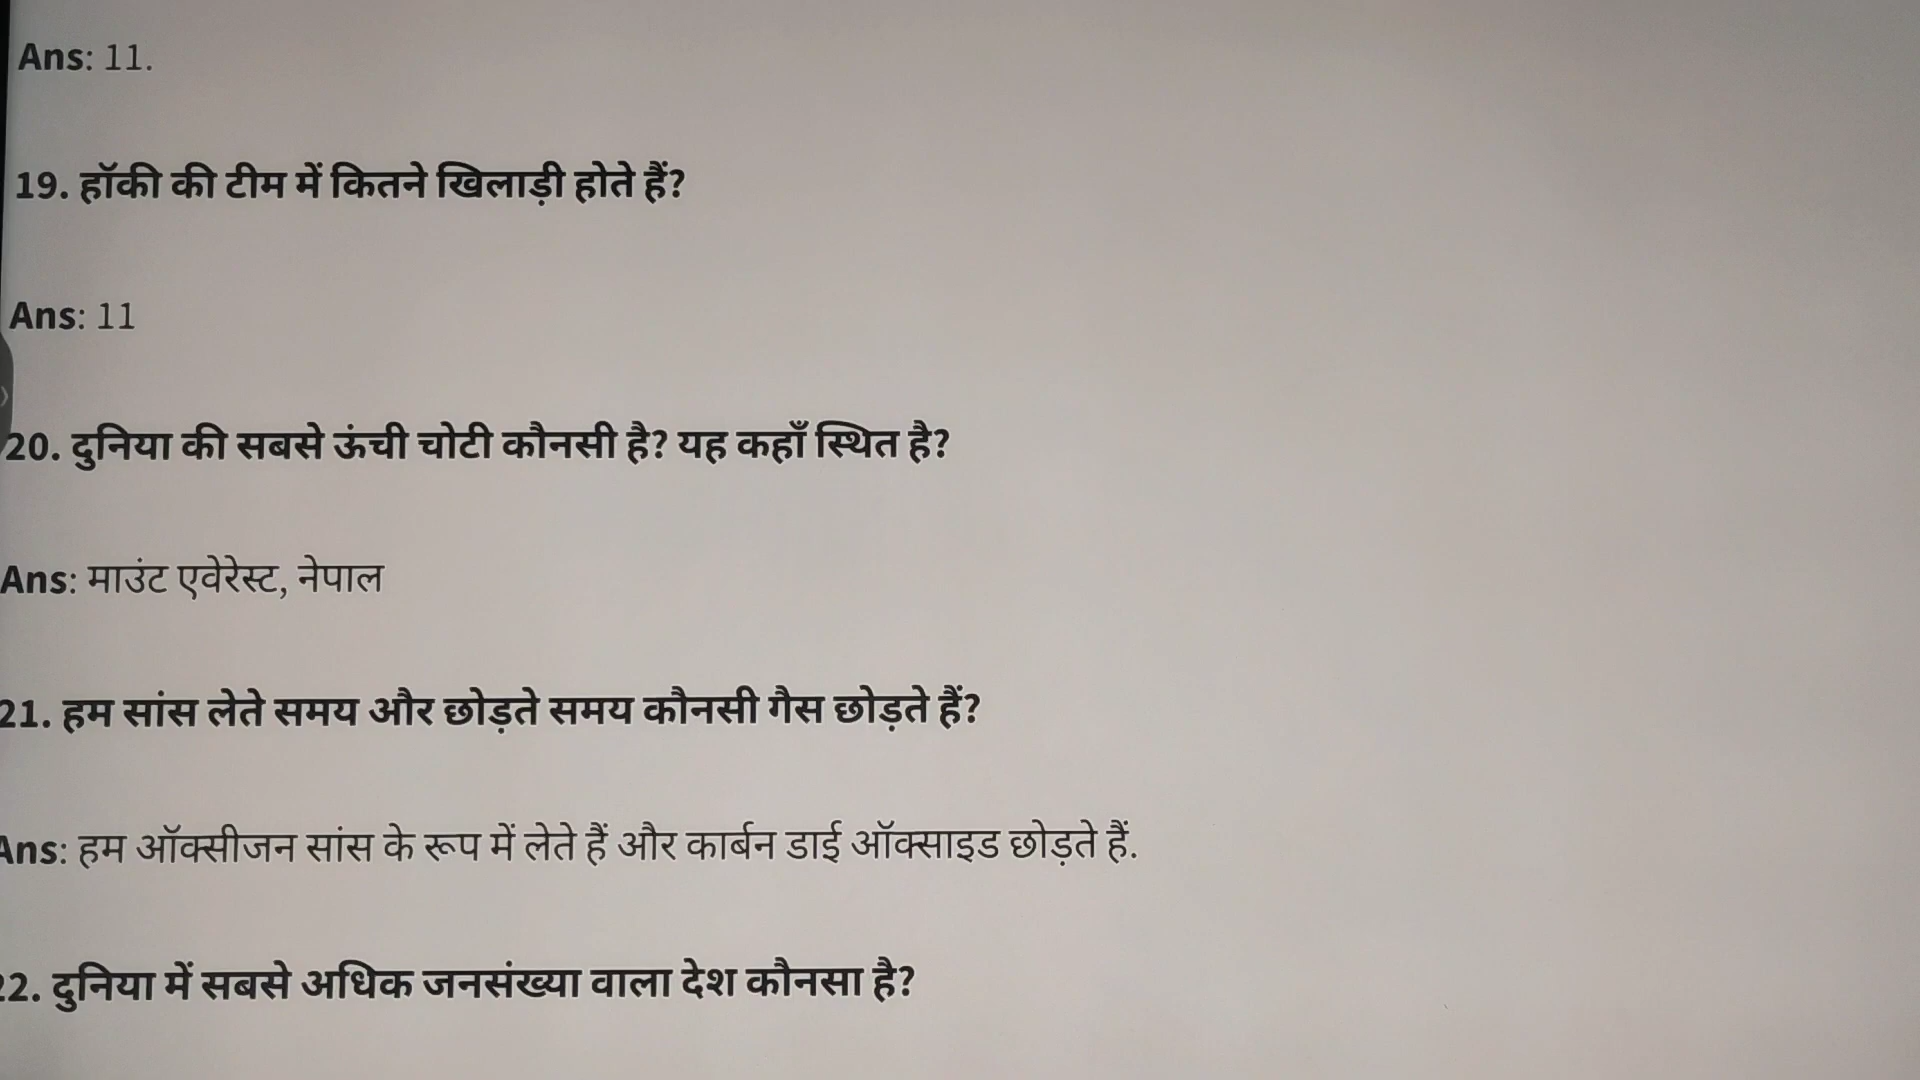 Ans: 11.
19. हॉकी की टीम में कितने खिलाड़ी होते हैं?
Ans: 11
20. दुनिया की सबसे ऊंची चोटी कौनसी है? यह कहाँ स्थित है?
Ans: माउंट एवेरेस्ट, नेपाल
21. हम सांस लेते समय और छोड़ते समय कौनसी गैस छोड़ते हैं?
Ans: हम ऑक्सीजन सांस के रूप में लेते हैं और कार्बन डाई ऑक्साइड छोड़ते हैं.
22. दुनिया में सबसे अधिक जनसंख्या वाला देश कौनसा है?